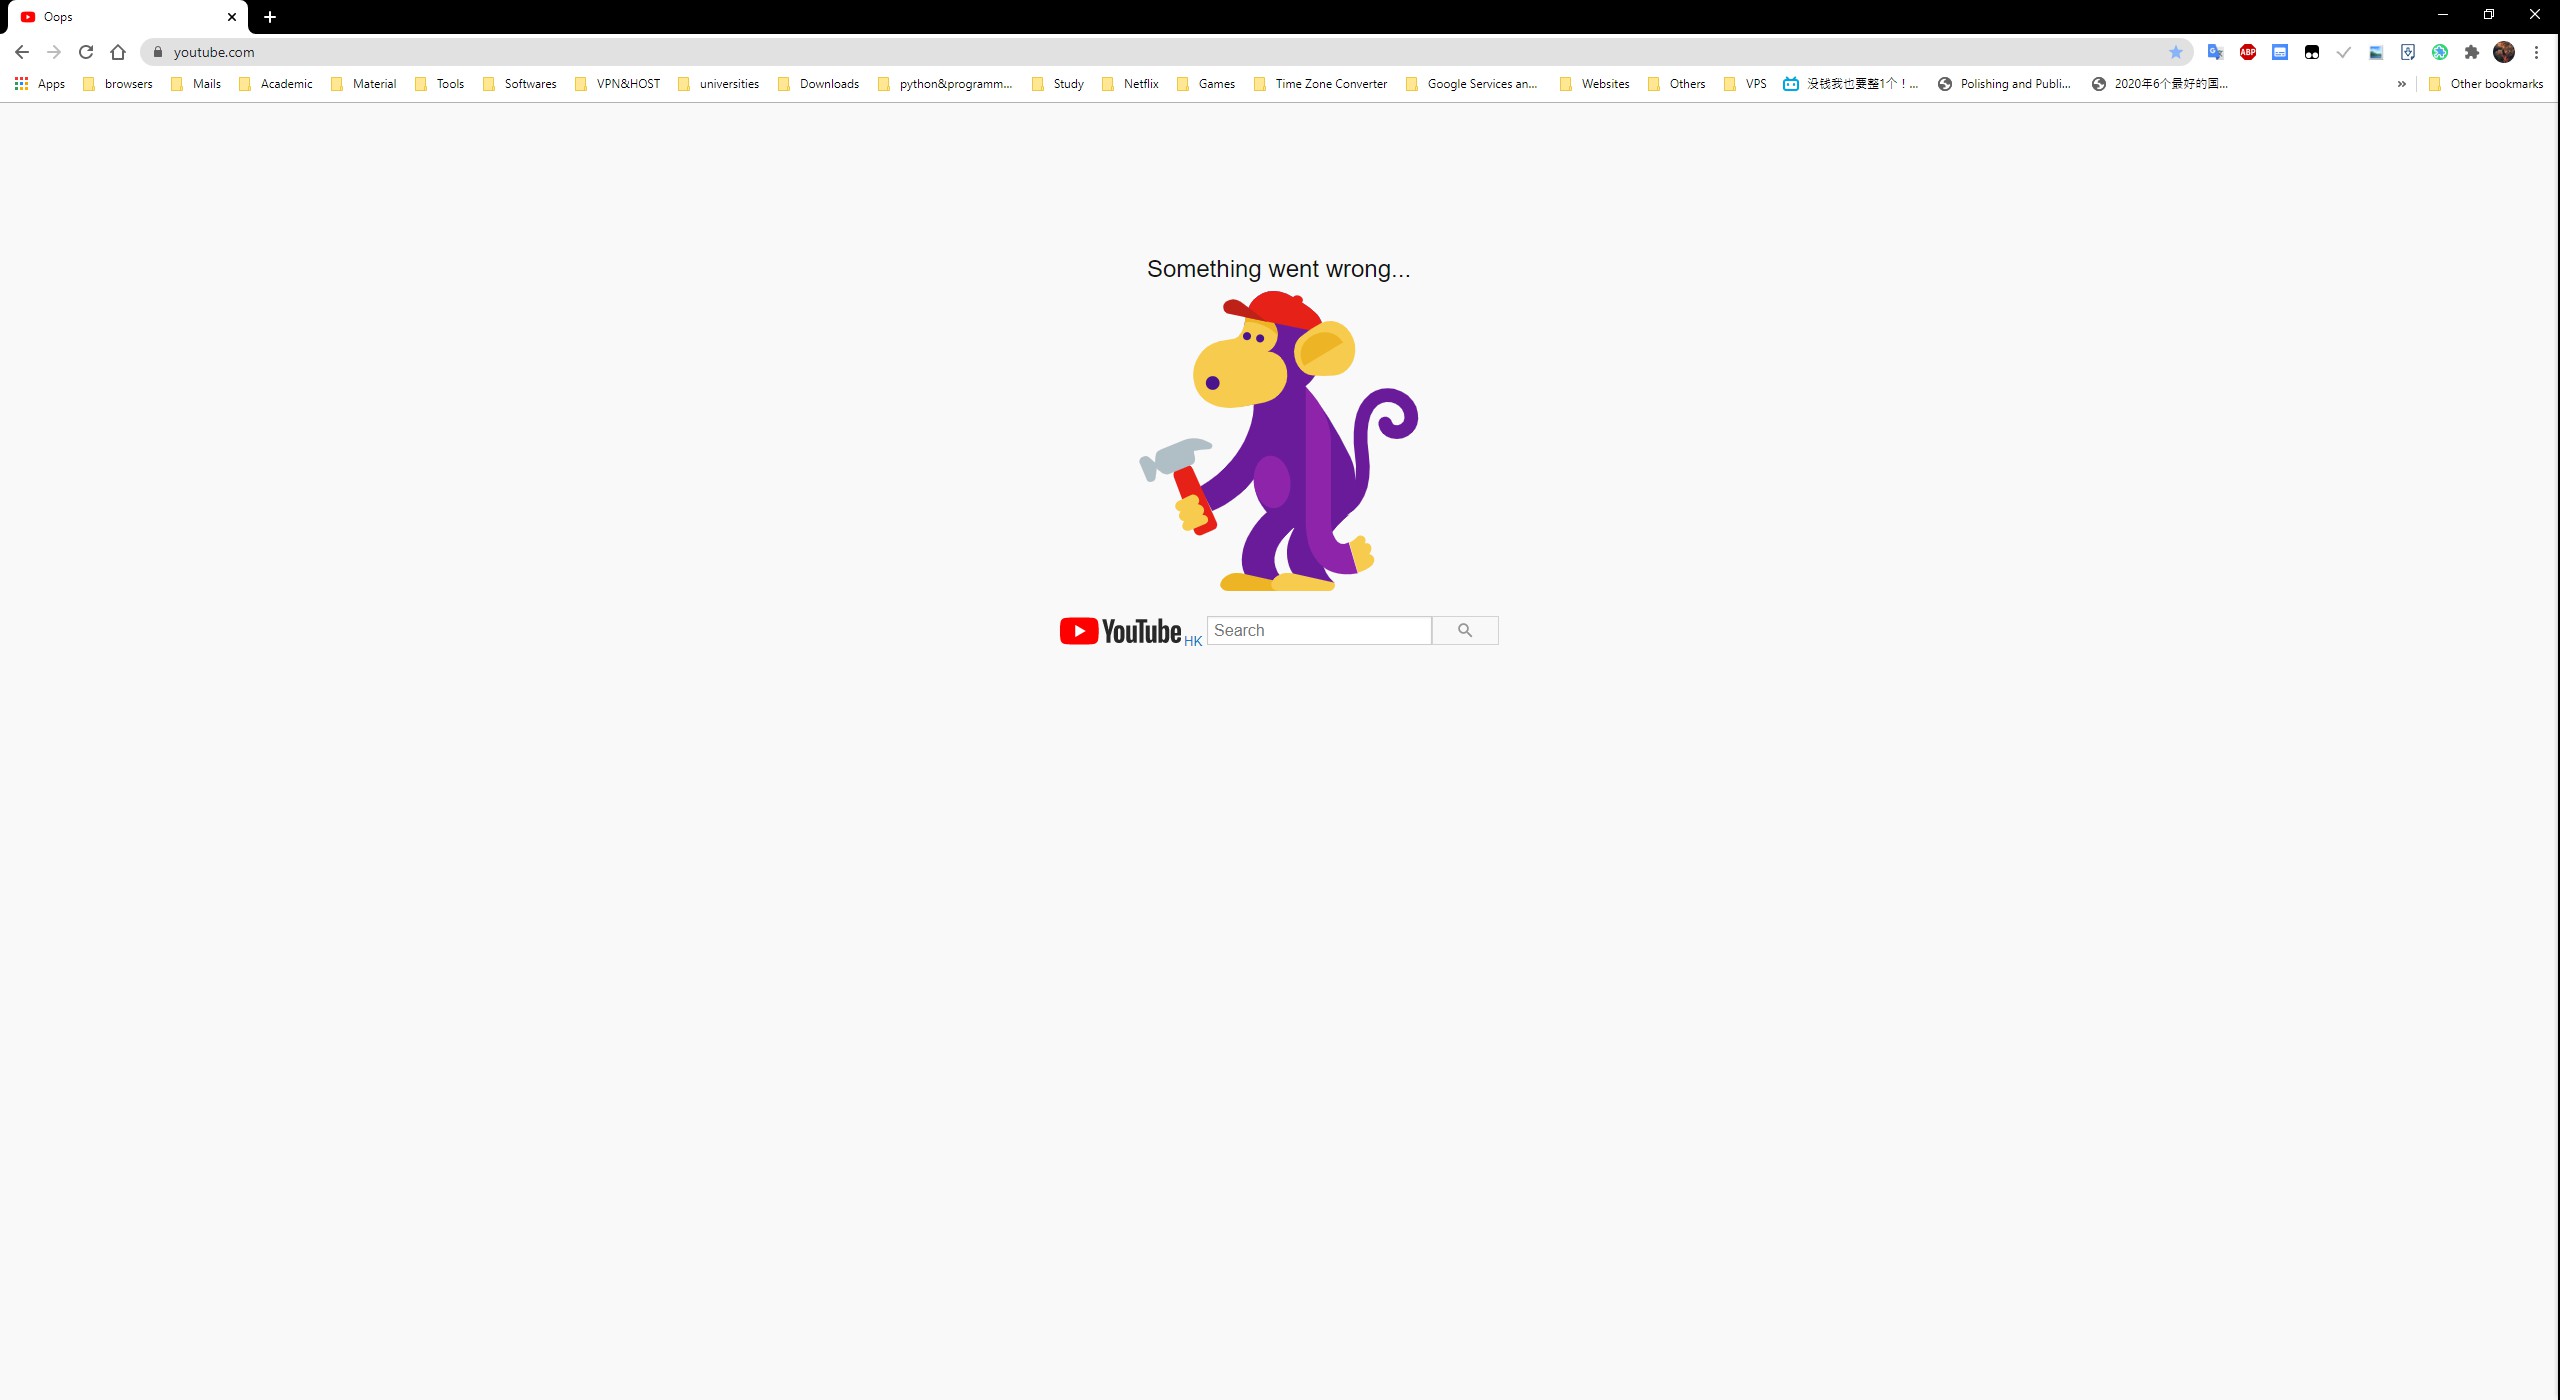 Oops
youtube.com
Apps browsers Mails Academic Material Tools Softwares VPN&HOST universities Downloads python&programm... Study Netflix Games Time Zone Converter Google Services an... Websites Others VPS 没钱我也要整1个！... Polishing and Publi... 2020年6个最好的国... » Other bookmarks
Something went wrong...
YouTube HK Search